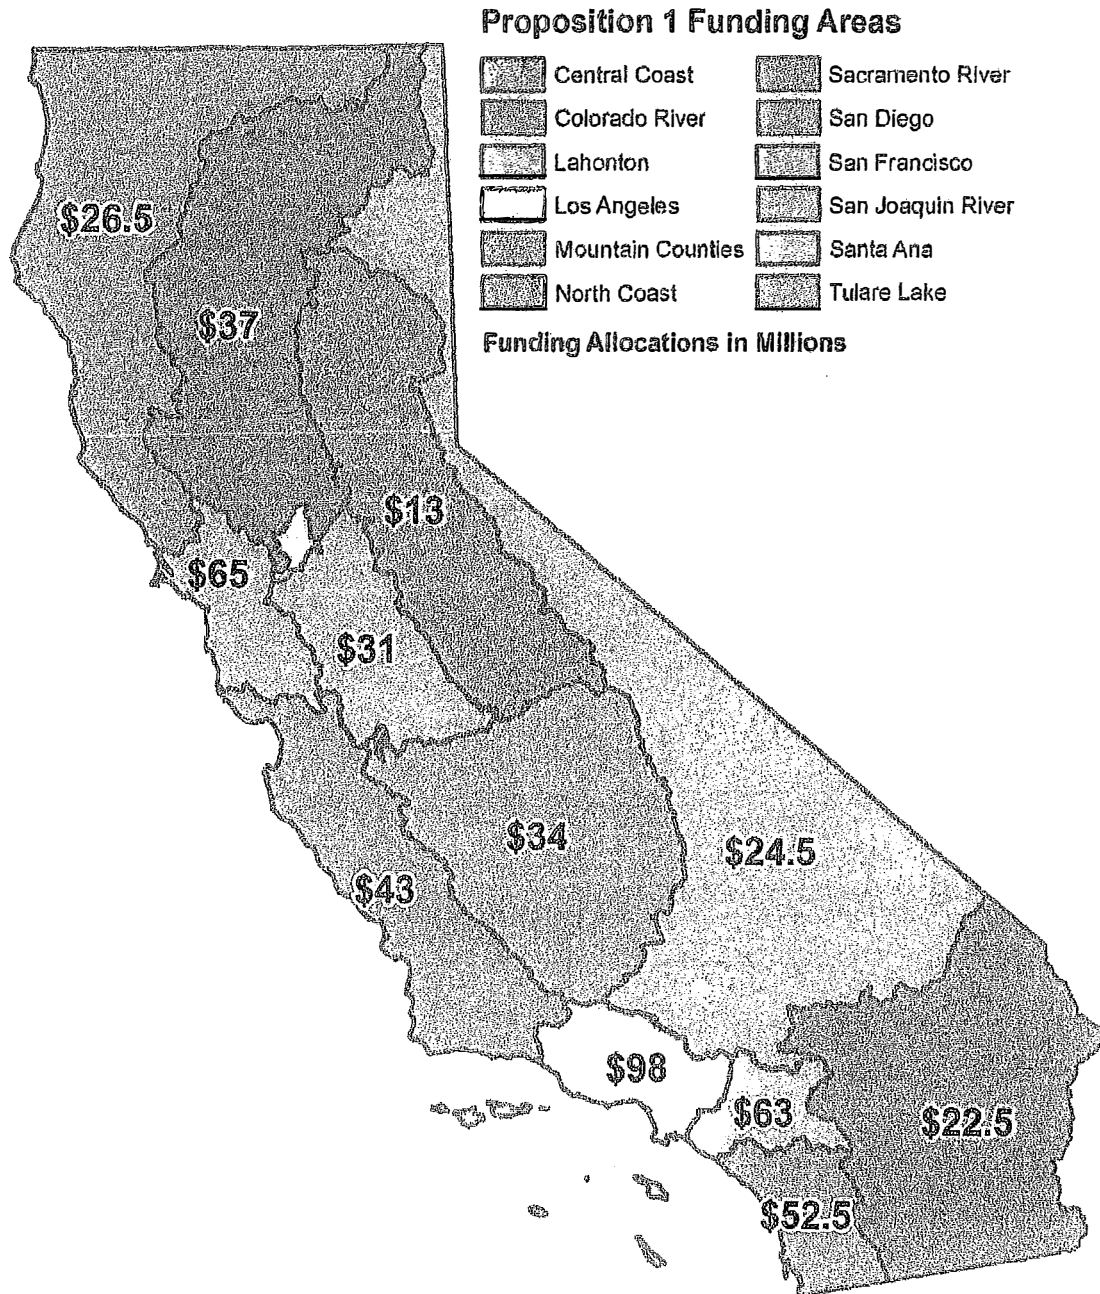 Proposition 1 Funding Areas
Central Coast
Colorado River
Lahonton
Los Angeles
Mountain Counties
North Coast
Sacramento River
San Diego
San Francisco
San Joaquin River
Santa Ana
Tulare Lake
Funding Allocations in Millions
$26.5
$37
$13
$65
$31
$34
$24.5
$43
$98
$63
$22.5
$52.5